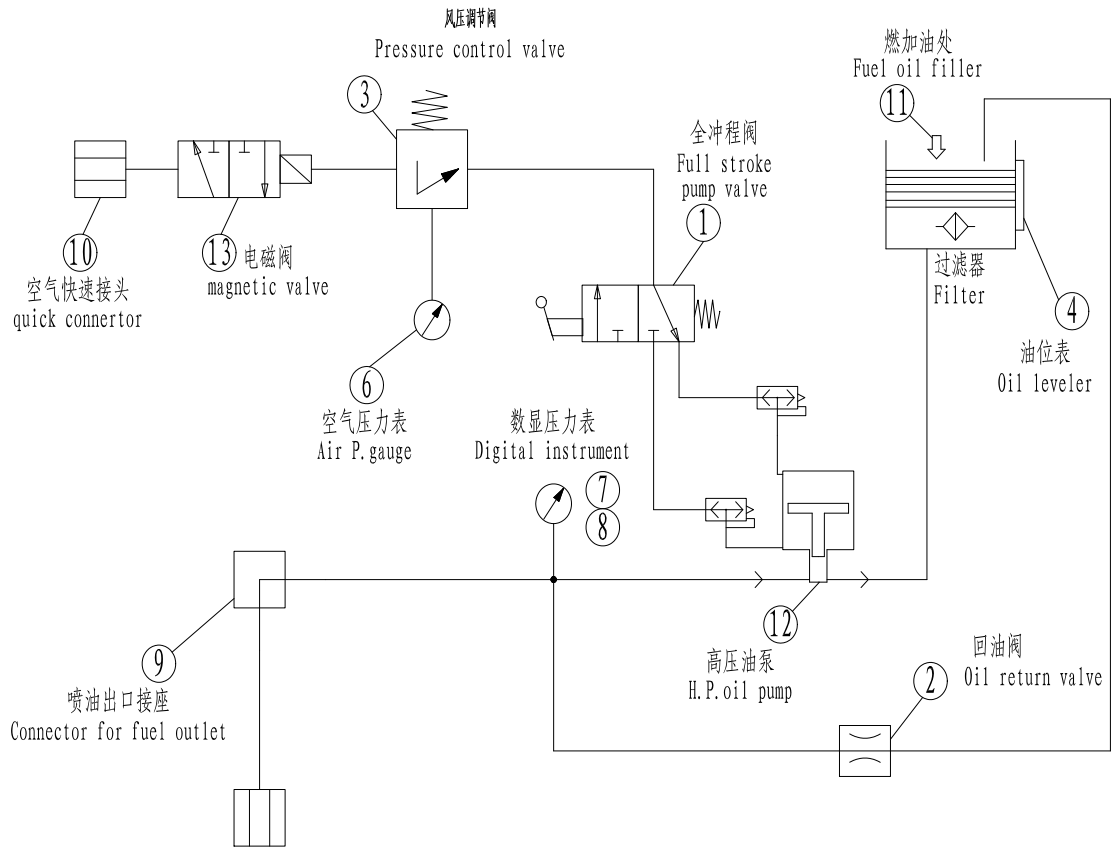 风压调节阀
Pressure control valve
3
燃加油处
Fuel oil filler
11
全冲程阀
Full stroke
pump valve
1
10
空气快速接头
quick connertor
13
电磁阀
magnetic valve
过滤器
Filter
4
油位表
Oil leveler
6
空气压力表
Air P.gauge
数显压力表
Digital instrument
7
8
9
喷油出口接座
Connector for fuel outlet
12
高压油泵
H.P.oil pump
2
回油阀
Oil return valve